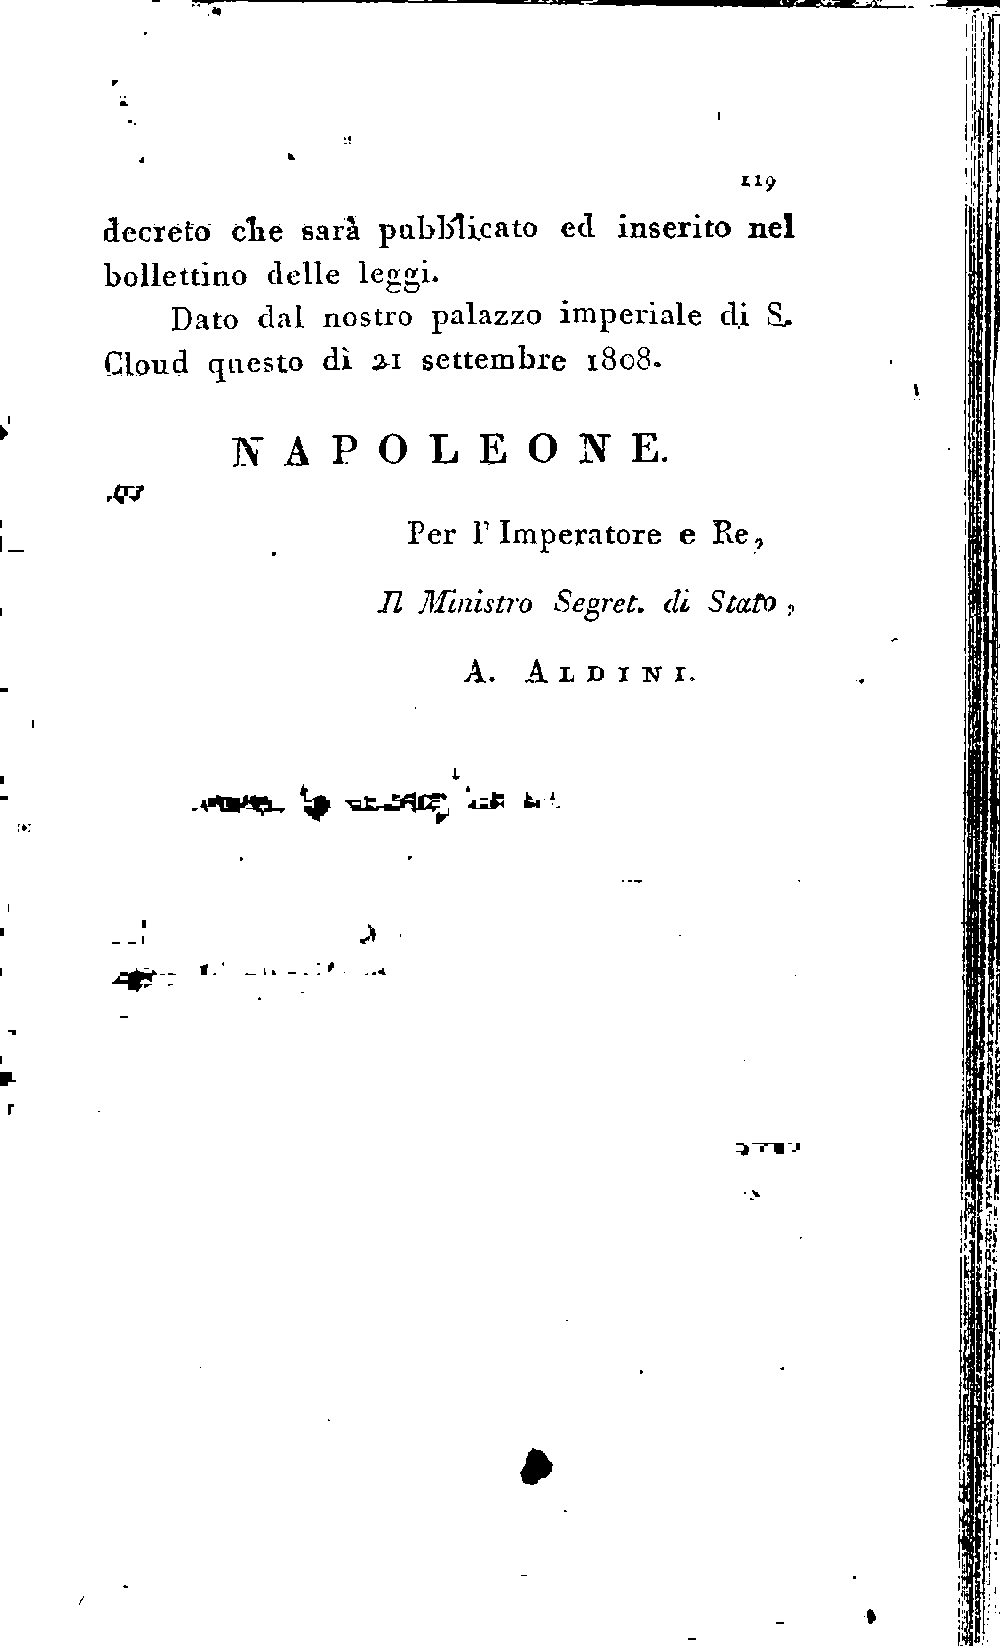 119
decreto che sarà pubblicato ed inserito nel
bollettino delle leggi.
Dato dal nostro palazzo imperiale di S.
Cloud questo dì 21 settembre 1808.
NAPOLEONE.
Per l' Imperatore e Re,
Il Ministro Segret. di Stato,
A. ALDINI.